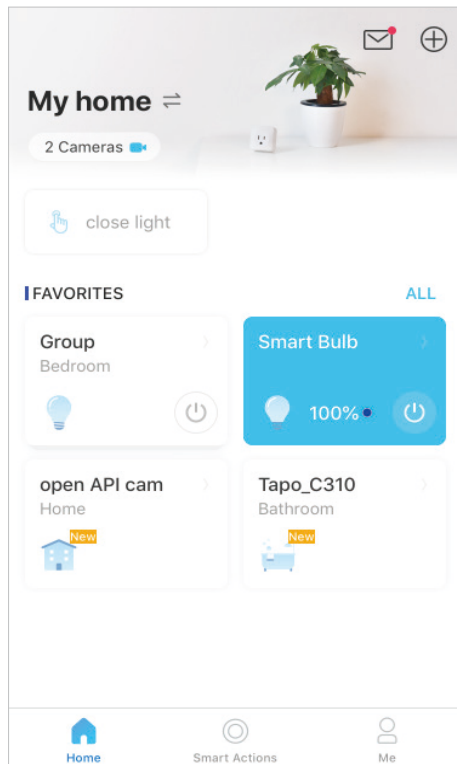 My home
2 Cameras
close light
FAVORITES
ALL
Group
Bedroom
Smart Bulb
100%
open API cam
Home
New
Tapo_C310
Bathroom
New
Home
Smart Actions
Me